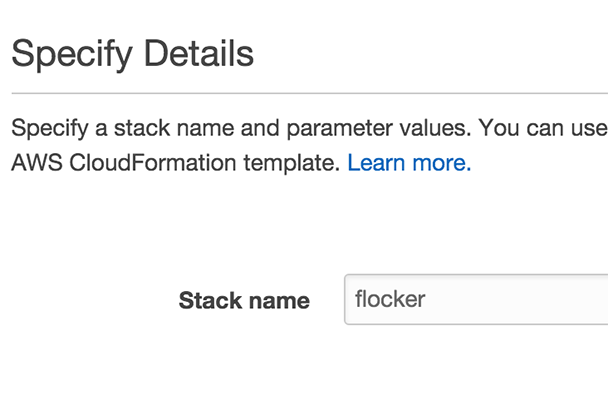 Specify Details
Specify a stack name and parameter values. You can use
AWS CloudFormation template. Learn more.
Stack name
flocker